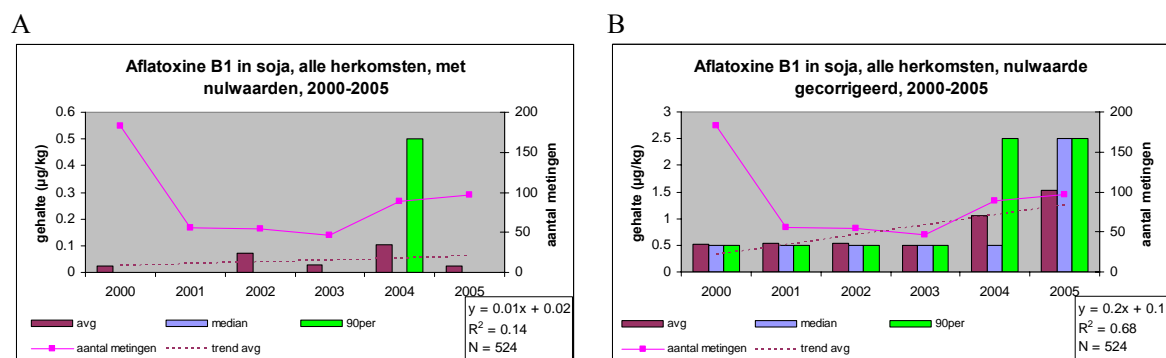 A
Aflatoxine B1 in soja, alle herkomsten, met
nulwaarden, 2000-2005
gehalte (µg/kg)
0.6
0.5
0.4
0.3
0.2
0.1
0
200
150
100
50
0
aantal metingen
2000 2001 2002 2003 2004 2005
avg median 90per
aantal metingen trend avg
y = 0.01x + 0.02
R² = 0.14
N = 524
B
Aflatoxine B1 in soja, alle herkomsten, nulwaarde
gecorrigeerd, 2000-2005
gehalte (µg/kg)
3
2.5
2
1.5
1
0.5
0
200
150
100
50
0
aantal metingen
2000 2001 2002 2003 2004 2005
avg median 90per
aantal metingen trend avg
y = 0.2x + 0.1
R² = 0.68
N = 524